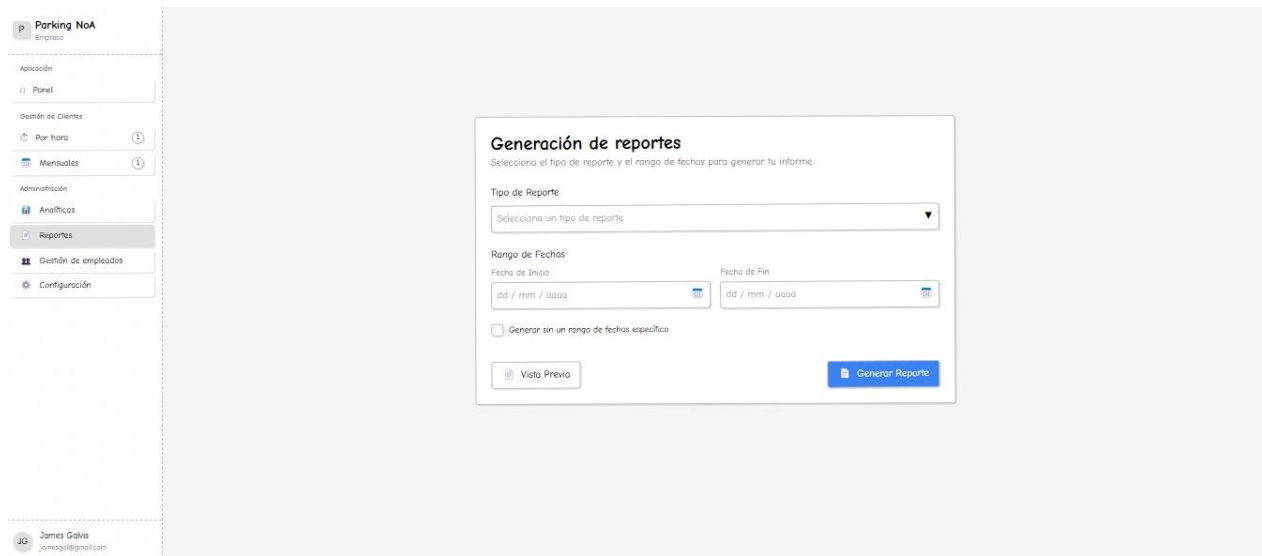 P
Parking NoA
Empresa
Aplicación
Panel
Gestión de Clientes
Por hora 1
Mensuales 1
Administración
Analíticas
Reportes
Gestión de empleados
Configuración
JG
James Galvis
jamesgal@gmail.com
Generación de reportes
Selecciona el tipo de reporte y el rango de fechas para generar tu informe.
Tipo de Reporte
Selecciona un tipo de reporte
Rango de Fechas
Fecha de Inicio Fecha de Fin
dd / mm / aaaa dd / mm / aaaa
Generar sin un rango de fechas específico
Vista Previa Generar Reporte